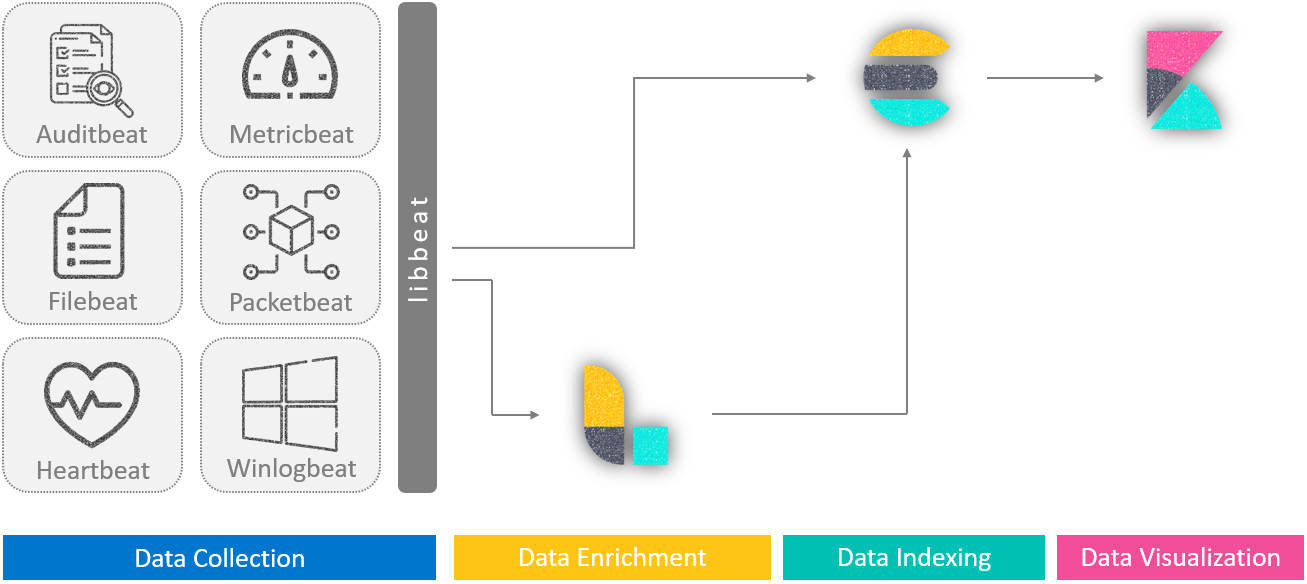 Auditbeat
Metricbeat
Filebeat
Packetbeat
Heartbeat
Winlogbeat
libbeat
Data Collection
Data Enrichment
Data Indexing
Data Visualization